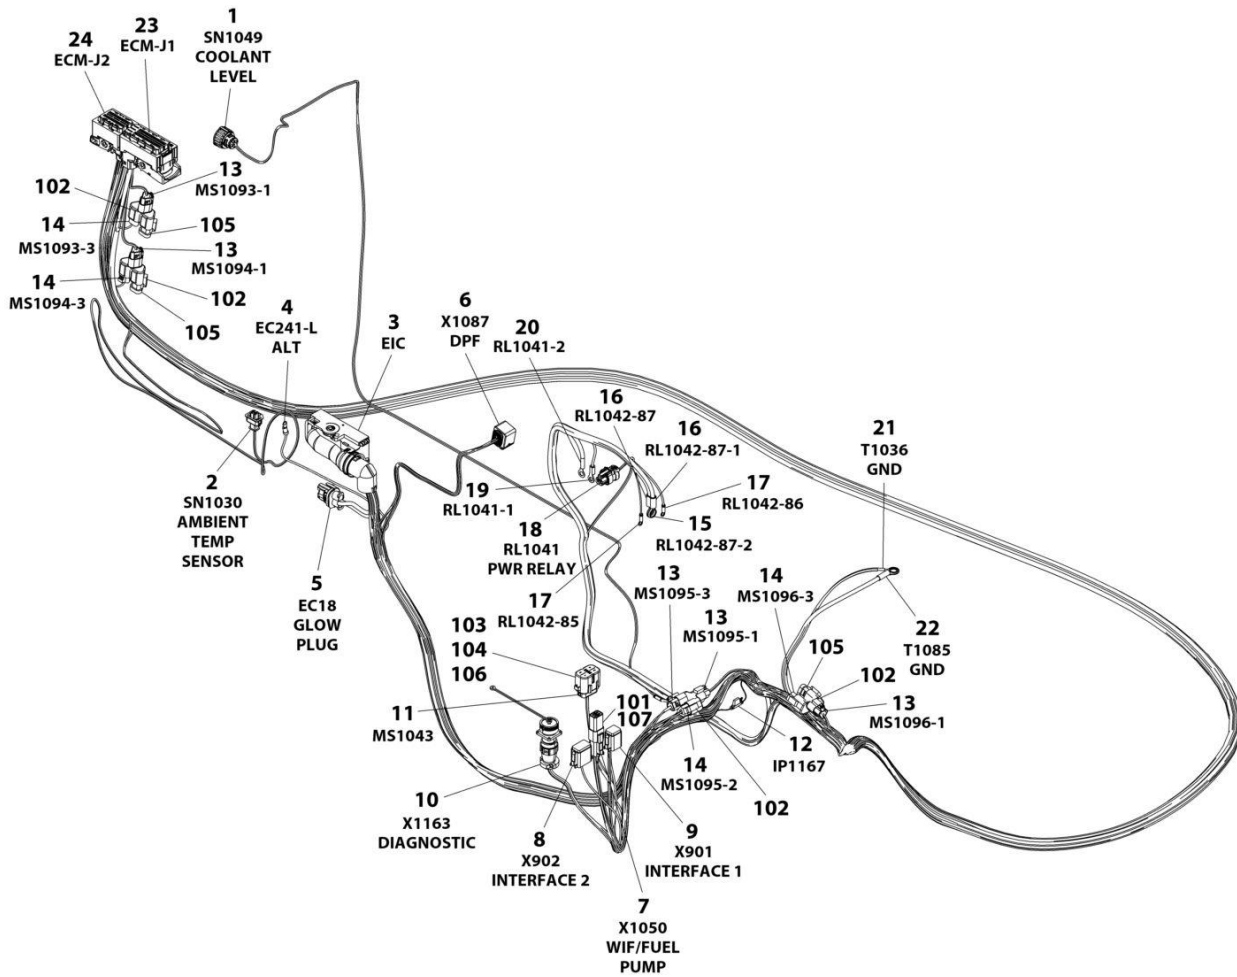 24
ECM-J2
23
ECM-J1
1
SN1049
COOLANT
LEVEL
13
MS1093-1
102
14
MS1093-3
105
13
MS1094-1
14
MS1094-3
102
105
4
EC241-L
ALT
3
EIC
6
X1087
DPF
20
RL1041-2
16
RL1042-87
16
RL1042-87-1
21
T1036
GND
17
RL1042-86
19
RL1041-1
18
RL1041
PWR RELAY
15
RL1042-87-2
2
SN1030
AMBIENT
TEMP
SENSOR
5
EC18
GLOW
PLUG
17
RL1042-85
13
MS1095-3
13
MS1095-1
14
MS1096-3
22
T1085
GND
103
104
106
105
102
13
MS1096-1
11
MS1043
101
107
12
IP1167
14
MS1095-2
102
10
X1163
DIAGNOSTIC
8
X902
INTERFACE 2
9
X901
INTERFACE 1
7
X1050
WIF/FUEL
PUMP